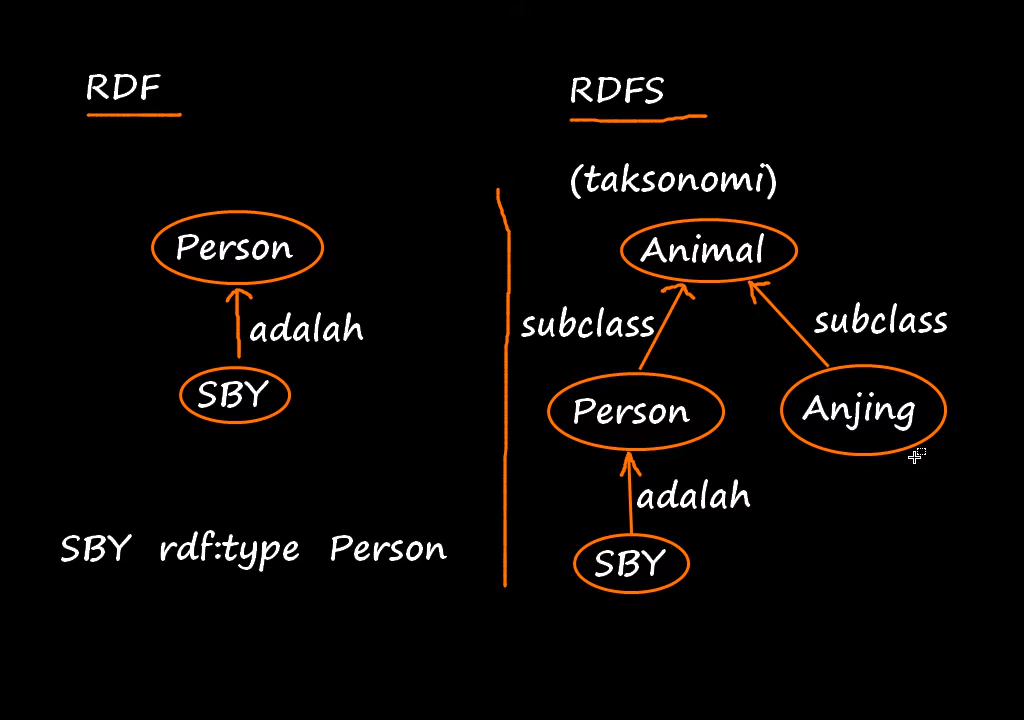 RDF
Person
adalah
SBY
SBY rdf:type Person
RDFS
(taksonomi)
Animal
subclass
subclass
Person
Anjing
adalah
SBY